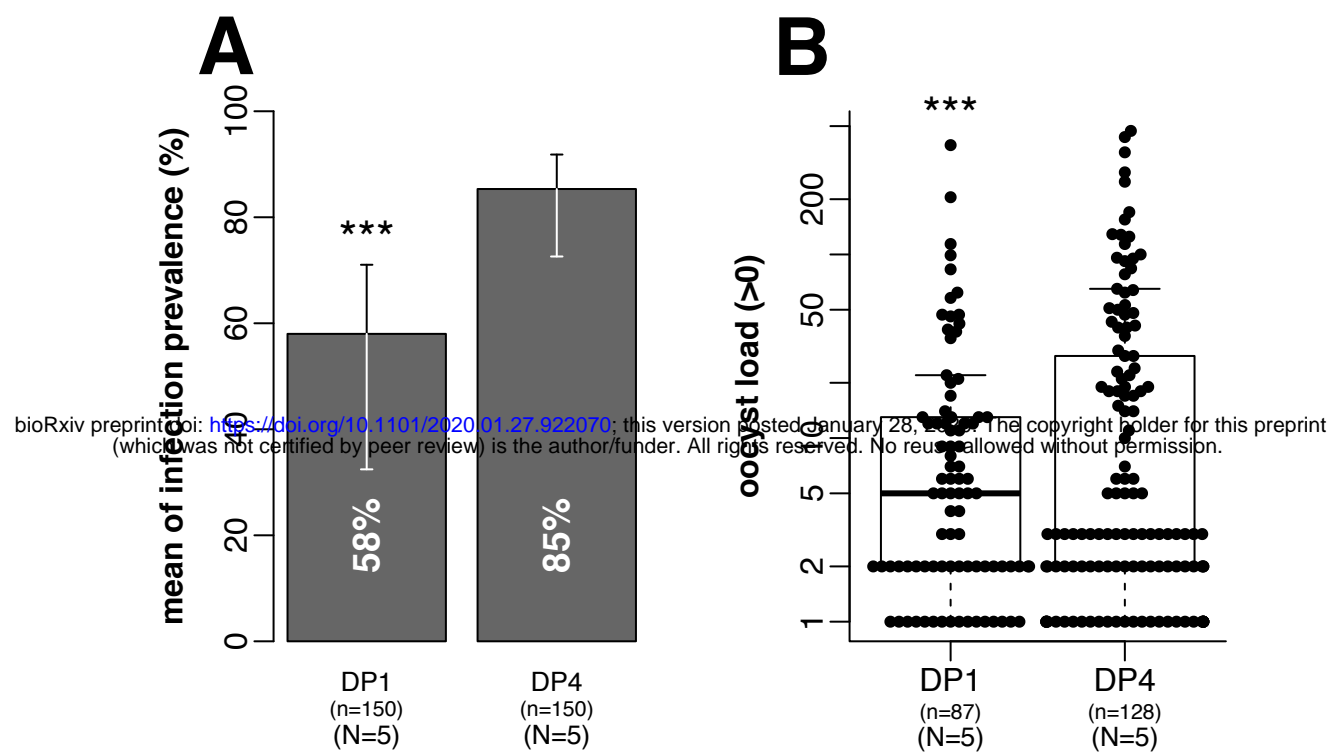 A
B
mean of infection prevalence (%)
0
20
40
60
80
100
***
58%
85%
DP1
(n=150)
(N=5)
DP4
(n=150)
(N=5)
oocyst load (>0)
1
2
5
10
50
200
***
DP1
(n=87)
(N=5)
DP4
(n=128)
(N=5)
bioRxiv preprint doi: https://doi.org/10.1101/2020.01.27.922070; this version posted January 28, 2020. The copyright holder for this preprint
(which was not certified by peer review) is the author/funder. All rights reserved. No reuse allowed without permission.